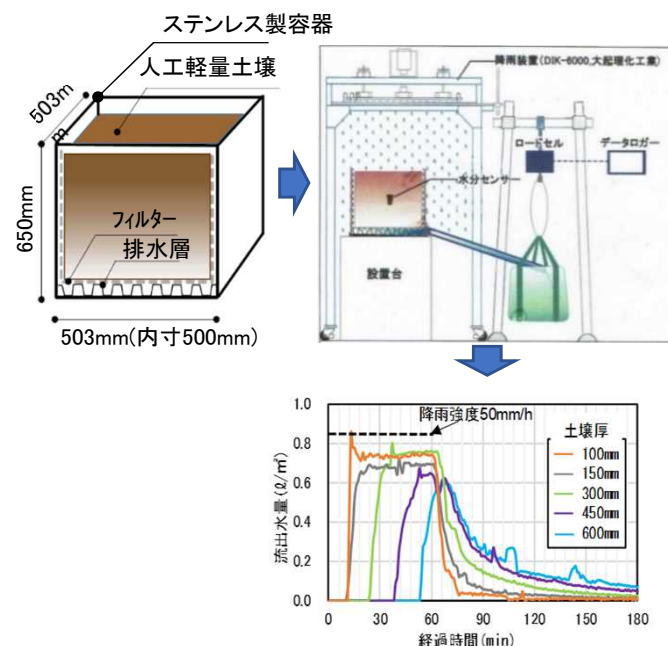 ステンレス製容器
人工軽量土壌
503mm
650mm
フィルター
排水層
503mm(内寸500mm)
降雨装置(DIK-6000,大起理化工業)
ロードセル
データロガー
水分センサー
設置台
降雨強度50mm/h
土壌厚
100mm
150mm
300mm
450mm
600mm
流出水量(ℓ/㎡)
1.0
0.8
0.6
0.4
0.2
0.0
0 30 60 90 120 150 180
経過時間(min)